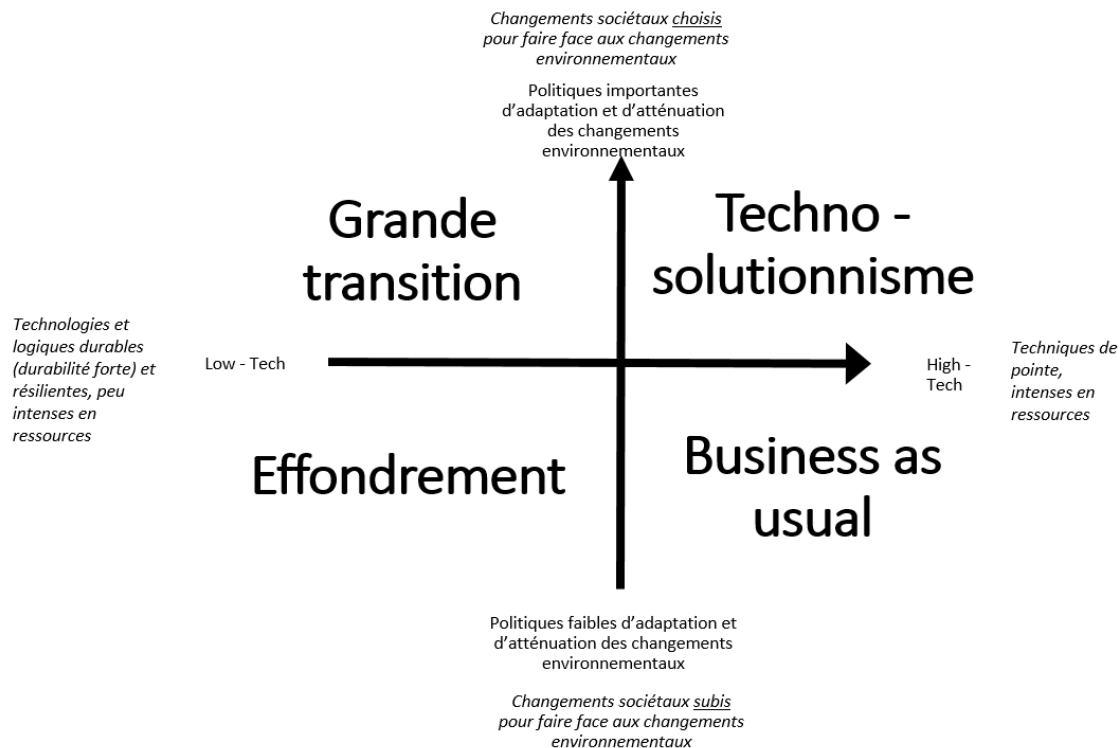 Changements sociétaux choisis
pour faire face aux changements
environnementaux
Politiques importantes
d’adaptation et d’atténuation
des changements
environnementaux
Grande
transition
Techno -
solutionnisme
Technologies et
logiques durables
(durabilité forte) et
résilientes, peu
intenses en
ressources
Low - Tech
High -
Tech
Techniques de
pointe,
intenses en
ressources
Effondrement
Business as
usual
Politiques faibles d’adaptation et
d’atténuation des changements
environnementaux
Changements sociétaux subis
pour faire face aux changements
environnementaux